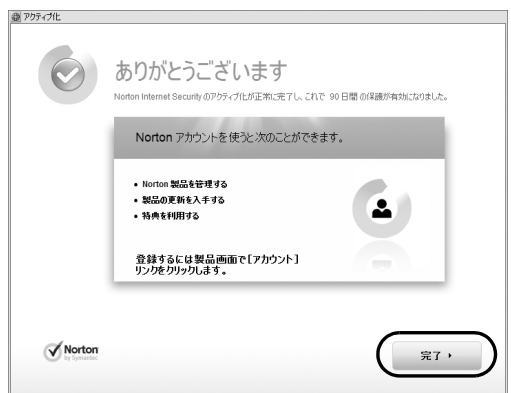 アクティブ化
ありがとうございます
Norton Internet Security のアクティブ化が正常に完了し、これで 90 日間 の保護が有効になりました。
Norton アカウントを使うと次のことができます。
• Norton 製品を管理する
• 製品の更新を入手する
• 特典を利用する
登録するには製品画面で[アカウント]
リンクをクリックします。
Norton
by Symantec
完了